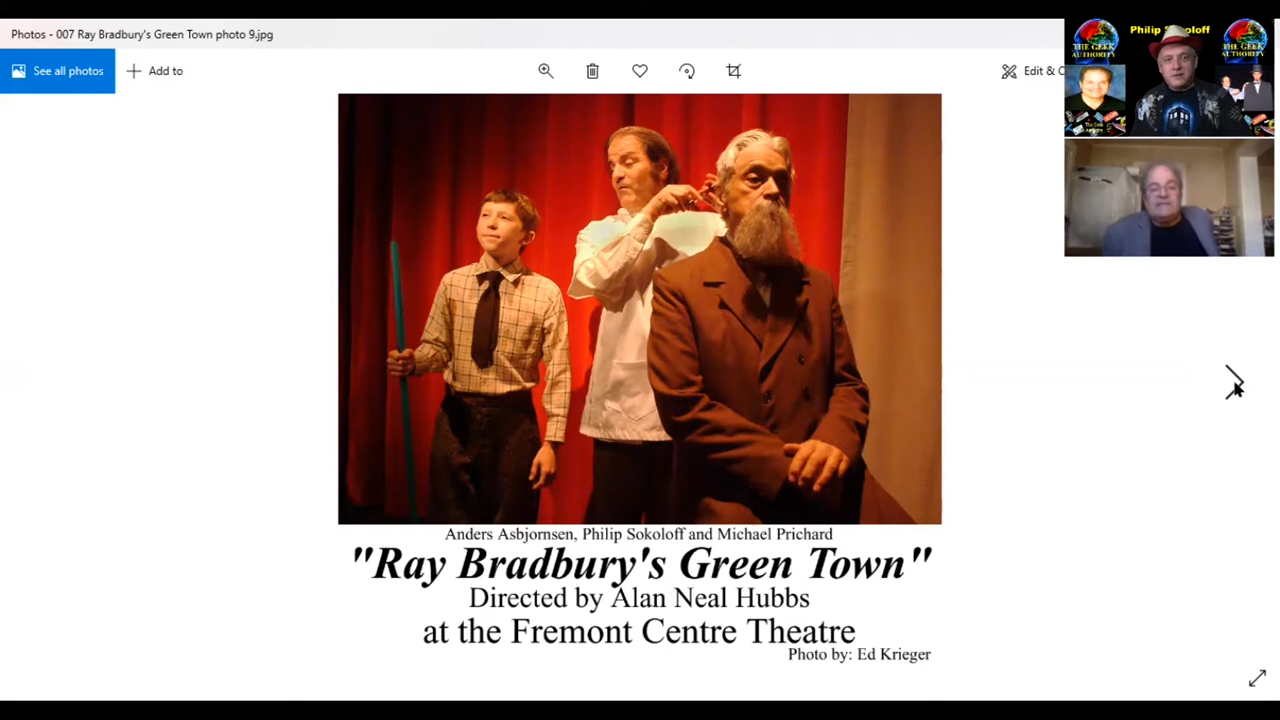 Photos - 007 Ray Bradbury's Green Town photo 9.jpg
See all photos
Add to
Edit & C
Philip S koloff
THE GEEK
AUTHORITY
THE GEEK
AUTHORITY
Anders Asbjornsen, Philip Sokoloff and Michael Prichard
"Ray Bradbury's Green Town"
Directed by Alan Neal Hubbs
at the Fremont Centre Theatre
Photo by: Ed Krieger